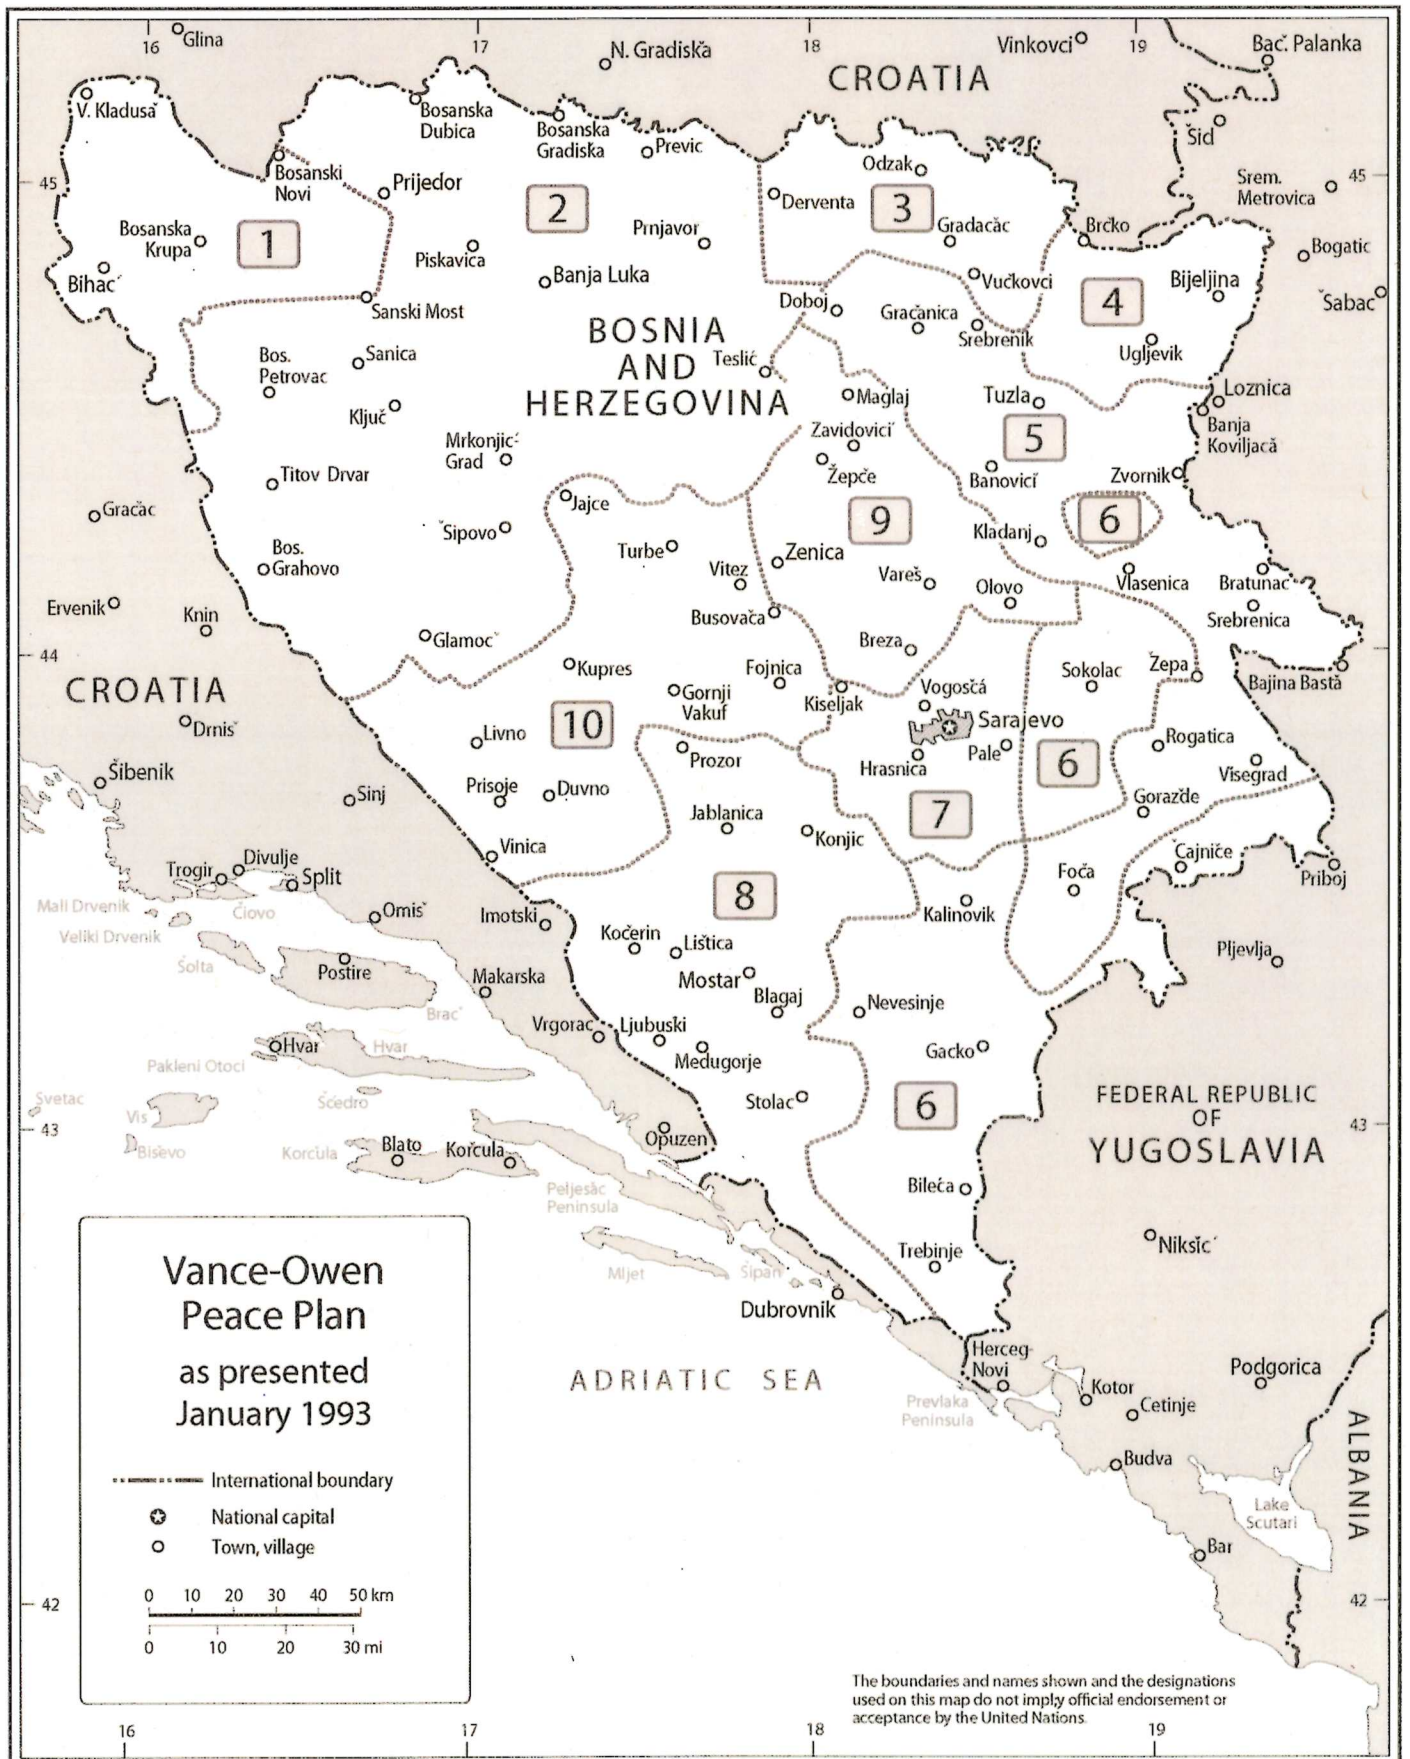 16
17
18
19
Glina
N. Gradiška
Vinkovci
Bač. Palanka
CROATIA
V. Kladusa
Bosanska
Dubica
Bosanska
Gradiska
Previc
Šid
Odzak
Bosanski
Novi
Prijedor
45
45
Srem.
Metrovica
Derventa
1
2
3
4
Bosanska
Krupa
Prnjavor
Gradacăc
Brčko
Bogatic
Bihać
Piskavica
Banja Luka
Vučkovci
Bijeljina
Sanski Most
Doboj
Gračanica
Srebrenik
Šabac
BOSNIA
AND
HERZEGOVINA
Ugljevik
Bos.
Petrovac
Sanica
Teslić
Ključ
Maglaj
Tuzla
Loznica
Banja
Koviljacă
Mrkonjić
Grad
Zavidovići
5
Žepče
Banovići
Zvornik
Titov Drvar
Jajce
Gračac
Šipovo
9
6
Kladanj
Bos.
Grahovo
Turbe
Zenica
Vitez
Vareš
Olovo
Vlasenica
Bratunac
Ervenik
Knin
Busovača
Srebrenica
Glamoč
Breza
44
Kupres
Fojnica
Sokolac
Žepa
Bajina Bastă
CROATIA
Gornji
Vakuf
Kiseljak
Vogoscá
Drniš
10
Sarajevo
Livno
Prozor
Hrasnica
Pale
6
Rogatica
Visegrad
Šibenik
Sinj
Prisoje
Duvno
Jablanica
7
Goražde
Konjic
Vinica
Trogir
Divulje
Split
8
Foča
Čajniče
Priboj
Mali Drvenik
Čiovo
Omiš
Imotski
Kalinovik
Veliki Drvenik
Kočerin
Lištica
Pljevlja
Šolta
Postire
Makarska
Mostar
Blagaj
Nevesinje
Brač
Vrgorac
Ljubuski
Hvar
Hvar
Međugorje
Gacko
Pakleni Otoci
Stolac
6
FEDERAL REPUBLIC
OF
YUGOSLAVIA
Svetac
Vis
Šcedro
43
43
Biševo
Korčula
Blato
Korčula
Opuzen
Peljesăc
Peninsula
Bileća
Niksić
Trebinje
Mljet
Šipan
Dubrovnik
Vance-Owen
Peace Plan
as presented
January 1993
ADRIATIC SEA
Herceg-
Novi
Kotor
Podgorica
Prevlaka
Peninsula
Cetinje
ALBANIA
International boundary
Budva
National capital
Lake
Scutari
Town, village
Bar
0 10 20 30 40 50 km
0 10 20 30 mi
42
42
The boundaries and names shown and the designations
used on this map do not imply official endorsement or
acceptance by the United Nations.
16
17
18
19